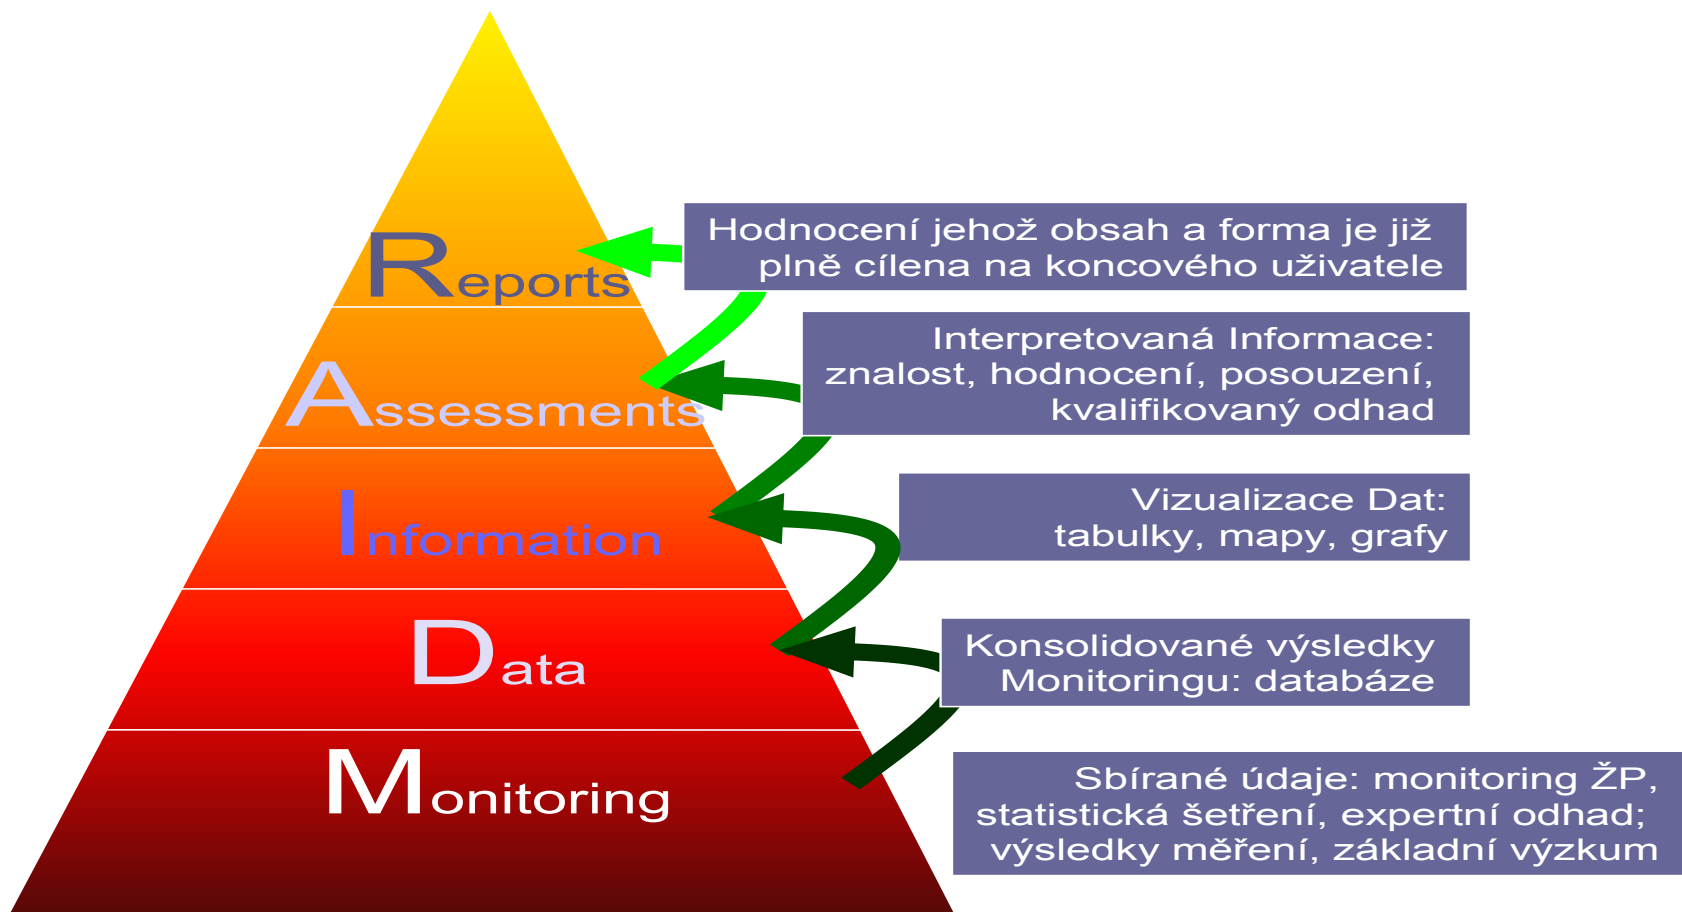 Reports
Hodnocení jehož obsah a forma je již
plně cílena na koncového uživatele
Assessments
Interpretovaná Informace:
znalost, hodnocení, posouzení,
kvalifikovaný odhad
Information
Vizualizace Dat:
tabulky, mapy, grafy
Data
Konsolidované výsledky
Monitoringu: databáze
Monitoring
Sbírané údaje: monitoring ŽP,
statistická šetření, expertní odhad;
výsledky měření, základní výzkum